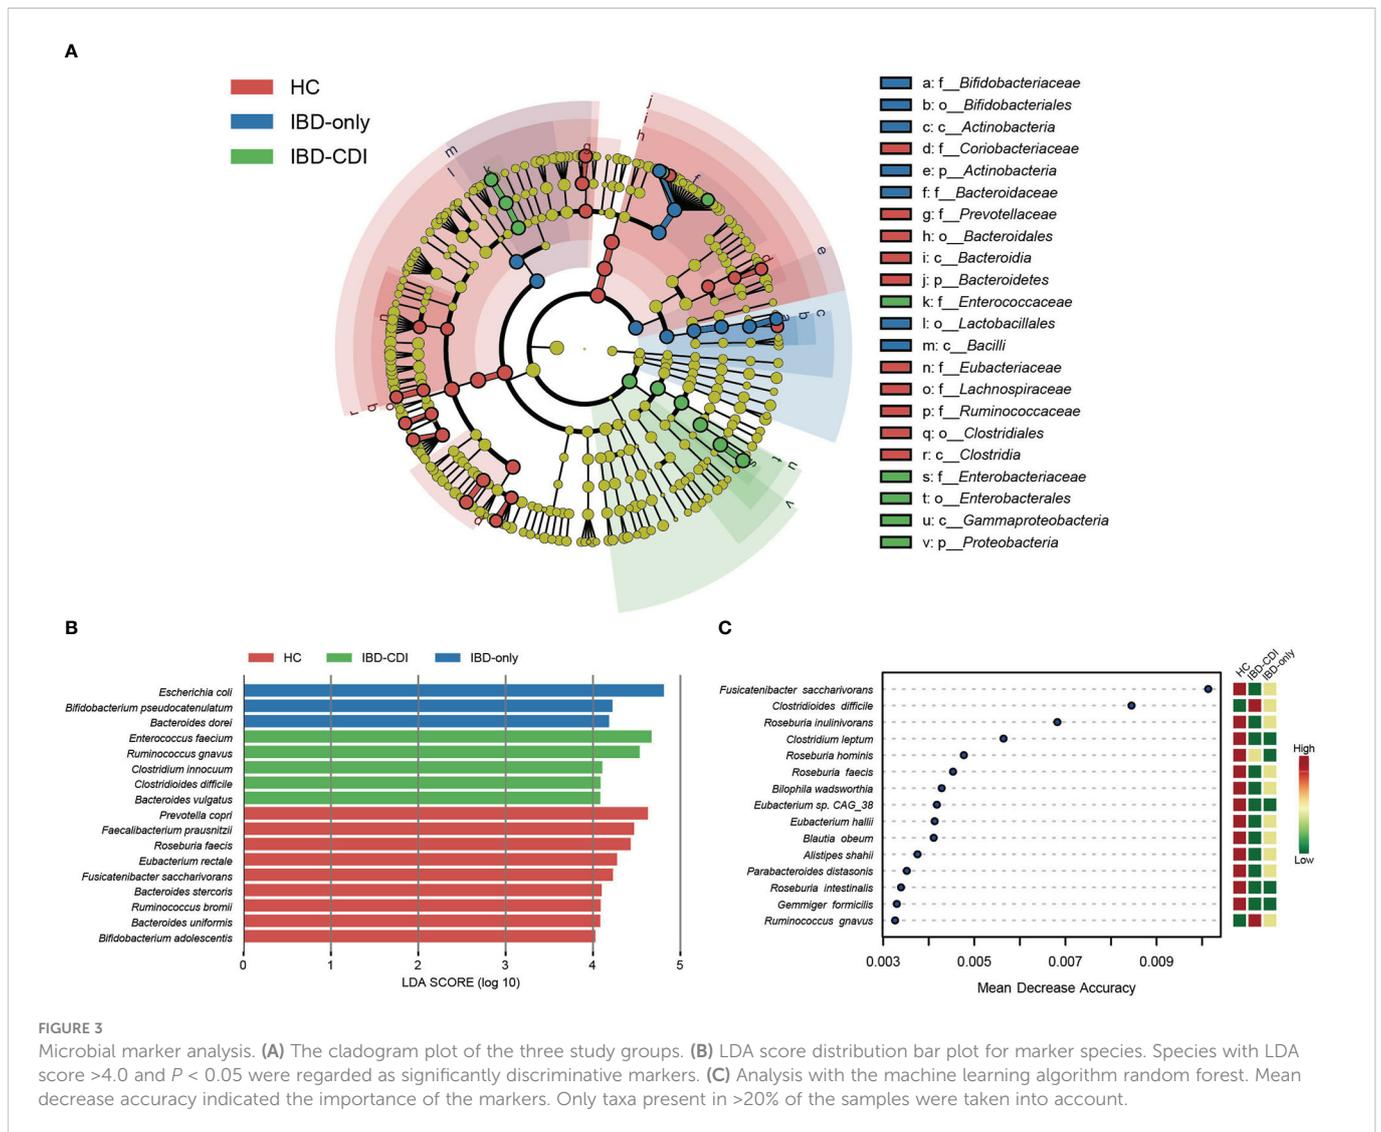 A
HC
IBD-only
IBD-CDI
a: f__Bifidobacteriaceae
b: o__Bifidobacteriales
c: c__Actinobacteria
d: f__Coriobacteriaceae
e: p__Actinobacteria
f: f__Bacteroidaceae
g: f__Prevotellaceae
h: o__Bacteroidales
i: c__Bacteroidia
j: p__Bacteroidetes
k: f__Enterococcaceae
l: o__Lactobacillales
m: c__Bacilli
n: f__Eubacteriaceae
o: f__Lachnospiraceae
p: f__Ruminococcaceae
q: o__Clostridiales
r: c__Clostridia
s: f__Enterobacteriaceae
t: o__Enterobacterales
u: c__Gammaproteobacteria
v: p__Proteobacteria
j
i
h
m
l
k
g
f
e
d
c
b
a
n
r
q
o
p
s
t
u
v
B
HC IBD-CDI IBD-only
Escherichia coli
Bifidobacterium pseudocatenulatum
Bacteroides dorei
Enterococcus faecium
Ruminococcus gnavus
Clostridium innocuum
Clostridioides difficile
Bacteroides vulgatus
Prevotella copri
Faecalibacterium prausnitzii
Roseburia faecis
Eubacterium rectale
Fusicatenibacter saccharivorans
Bacteroides stercoris
Ruminococcus bromii
Bacteroides uniformis
Bifidobacterium adolescentis
0 1 2 3 4 5
LDA SCORE (log 10)
C
HC IBD-CDI IBD-only
Fusicatenibacter saccharivorans
Clostridioides difficile
Roseburia inulinivorans
Clostridium leptum
Roseburia hominis
Roseburia faecis
Bilophila wadsworthia
Eubacterium sp. CAG_38
Eubacterium hallii
Blautia obeum
Alistipes shahii
Parabacteroides distasonis
Roseburia intestinalis
Gemmiger formicilis
Ruminococcus gnavus
High
Low
0.003 0.005 0.007 0.009
Mean Decrease Accuracy
FIGURE 3
Microbial marker analysis. (A) The cladogram plot of the three study groups. (B) LDA score distribution bar plot for marker species. Species with LDA
score >4.0 and P < 0.05 were regarded as significantly discriminative markers. (C) Analysis with the machine learning algorithm random forest. Mean
decrease accuracy indicated the importance of the markers. Only taxa present in >20% of the samples were taken into account.